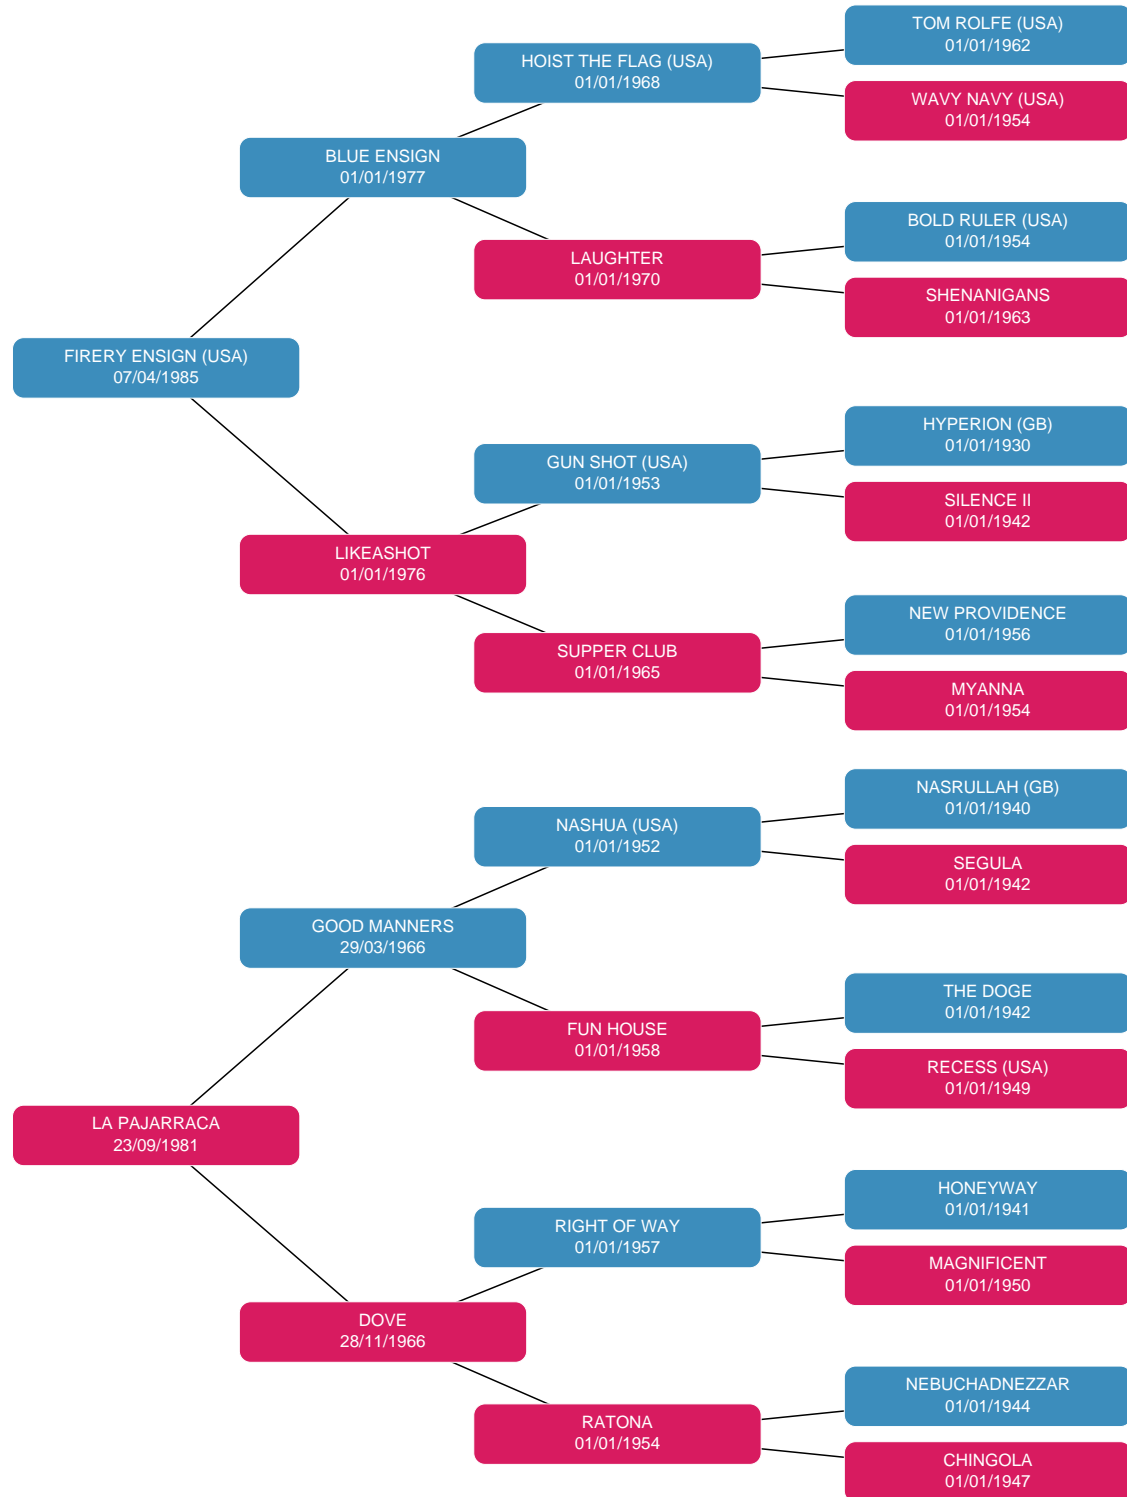 TOM ROLFE (USA)
01/01/1962
HOIST THE FLAG (USA)
01/01/1968
WAVY NAVY (USA)
01/01/1954
BLUE ENSIGN
01/01/1977
BOLD RULER (USA)
01/01/1954
LAUGHTER
01/01/1970
SHENANIGANS
01/01/1963
FIRERY ENSIGN (USA)
07/04/1985
HYPERION (GB)
01/01/1930
GUN SHOT (USA)
01/01/1953
SILENCE II
01/01/1942
LIKEASHOT
01/01/1976
NEW PROVIDENCE
01/01/1956
SUPPER CLUB
01/01/1965
MYANNA
01/01/1954
NASRULLAH (GB)
01/01/1940
NASHUA (USA)
01/01/1952
SEGULA
01/01/1942
GOOD MANNERS
29/03/1966
THE DOGE
01/01/1942
FUN HOUSE
01/01/1958
RECESS (USA)
01/01/1949
LA PAJARRACA
23/09/1981
HONEYWAY
01/01/1941
RIGHT OF WAY
01/01/1957
MAGNIFICENT
01/01/1950
DOVE
28/11/1966
NEBUCHADNEZZAR
01/01/1944
RATONA
01/01/1954
CHINGOLA
01/01/1947